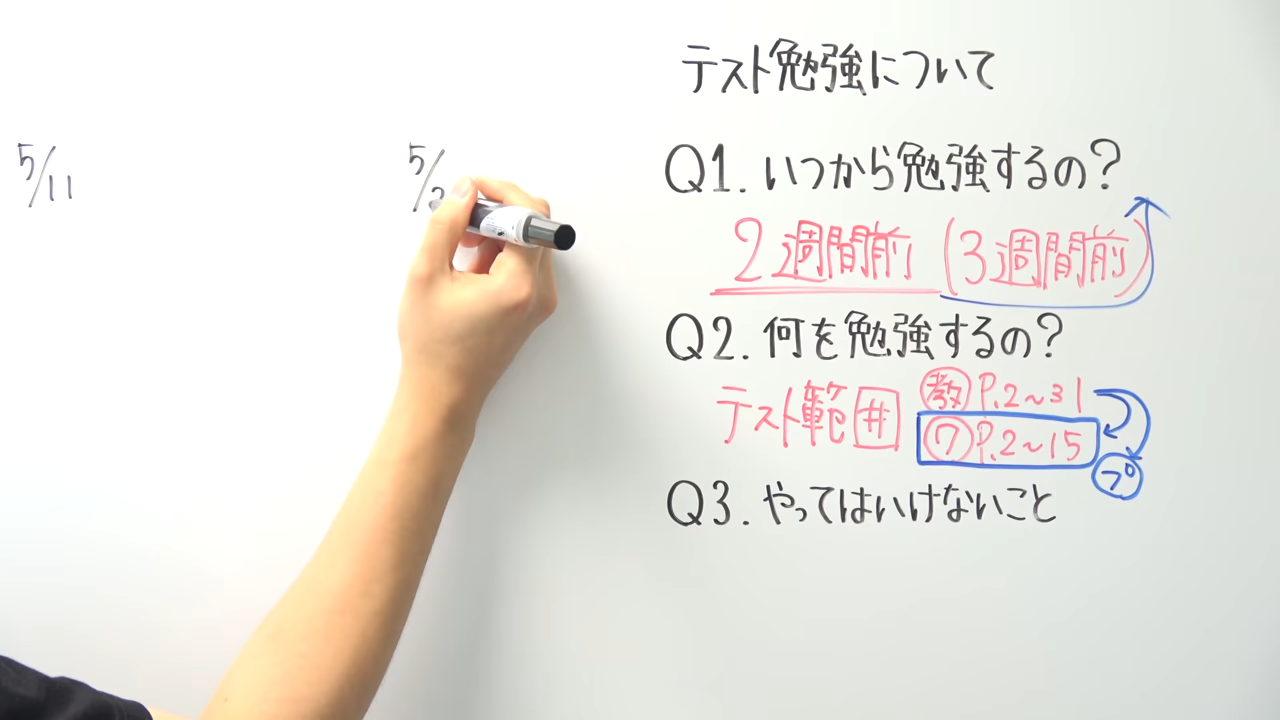 テスト勉強について
5/11
5/2
Q1.いつから勉強するの?
2週間前(3週間前)
Q2.何を勉強するの?
テスト範囲 教 P.2~31
ワ P.2~15
プ
Q3.やってはいけないこと